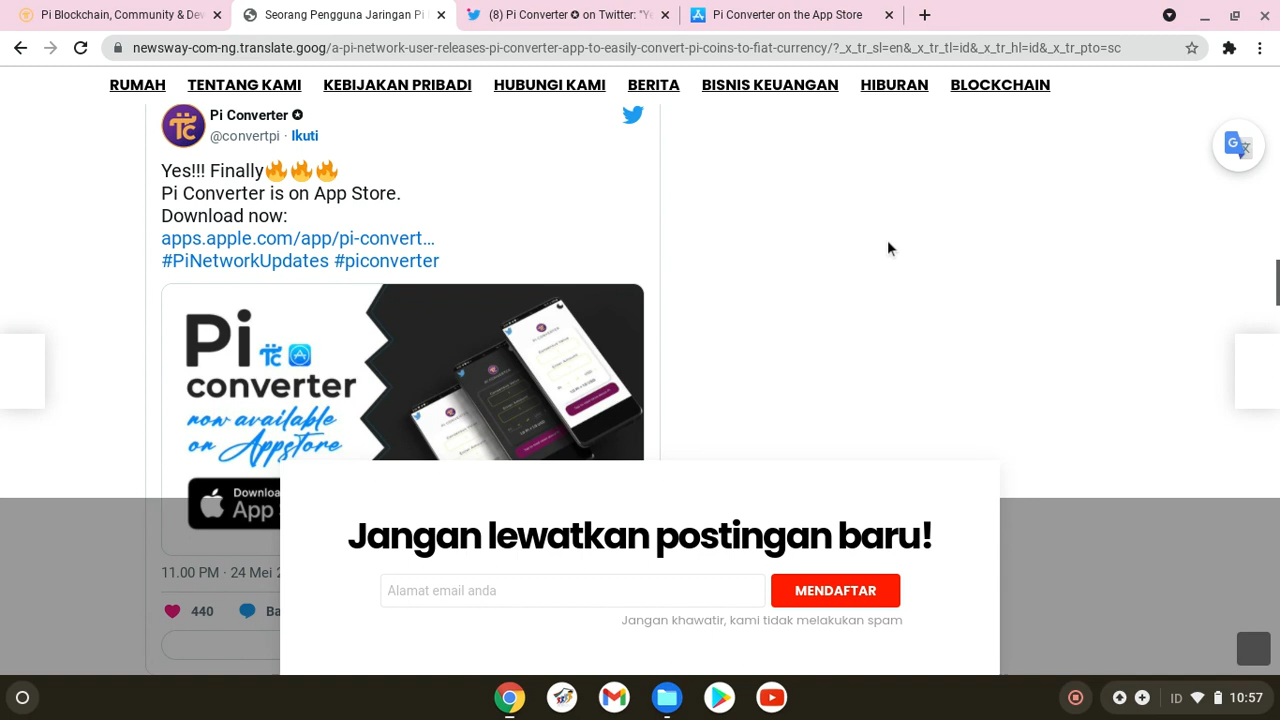 Pi Blockchain, Community & Dev
Seorang Pengguna Jaringan Pi
(8) Pi Converter ✪ on Twitter: "Ye
Pi Converter on the App Store
newsway-com-ng.translate.goog/a-pi-network-user-releases-pi-converter-app-to-easily-convert-pi-coins-to-fiat-currency/?_x_tr_sl=en&_x_tr_tl=id&_x_tr_hl=id&_x_tr_pto=sc
RUMAH TENTANG KAMI KEBIJAKAN PRIBADI HUBUNGI KAMI BERITA BISNIS KEUANGAN HIBURAN BLOCKCHAIN
Pi Converter ✪
@convertpi · Ikuti
Yes!!! Finally🔥🔥🔥
Pi Converter is on App Store.
Download now:
apps.apple.com/app/pi-convert…
#PiNetworkUpdates #piconverter
Pi
converter
now available
on Appstore
Download
App
11.00 PM · 24 Mei 2
440 Ba
Jangan lewatkan postingan baru!
Alamat email anda
MENDAFTAR
Jangan khawatir, kami tidak melakukan spam
ID 10:57